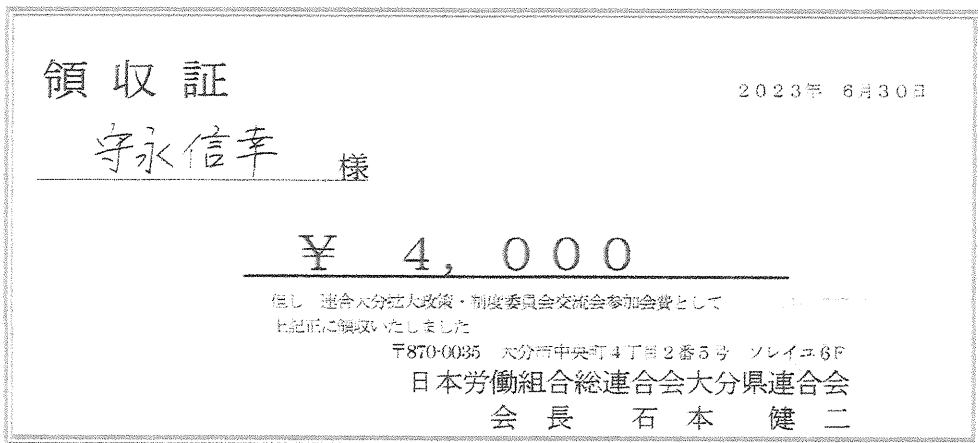 領収証
2023年 6月30日
守永信幸 様
¥ 4,000
但し 連合大分拡大政策・制度委員会交流会参加会費として
上記正に領収いたしました
〒870-0035 大分市中央町4丁目2番5号 ソレイユ6F
日本労働組合総連合会大分県連合会
会長 石本 健二